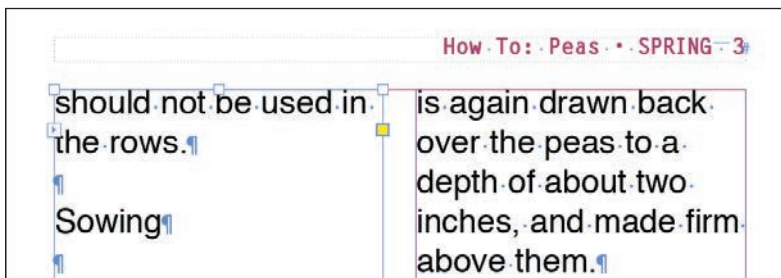 How To: Peas • SPRING 3
should not be used in
the rows.¶
¶
Sowing¶
¶
is again drawn back
over the peas to a
depth of about two
inches, and made firm
above them.¶